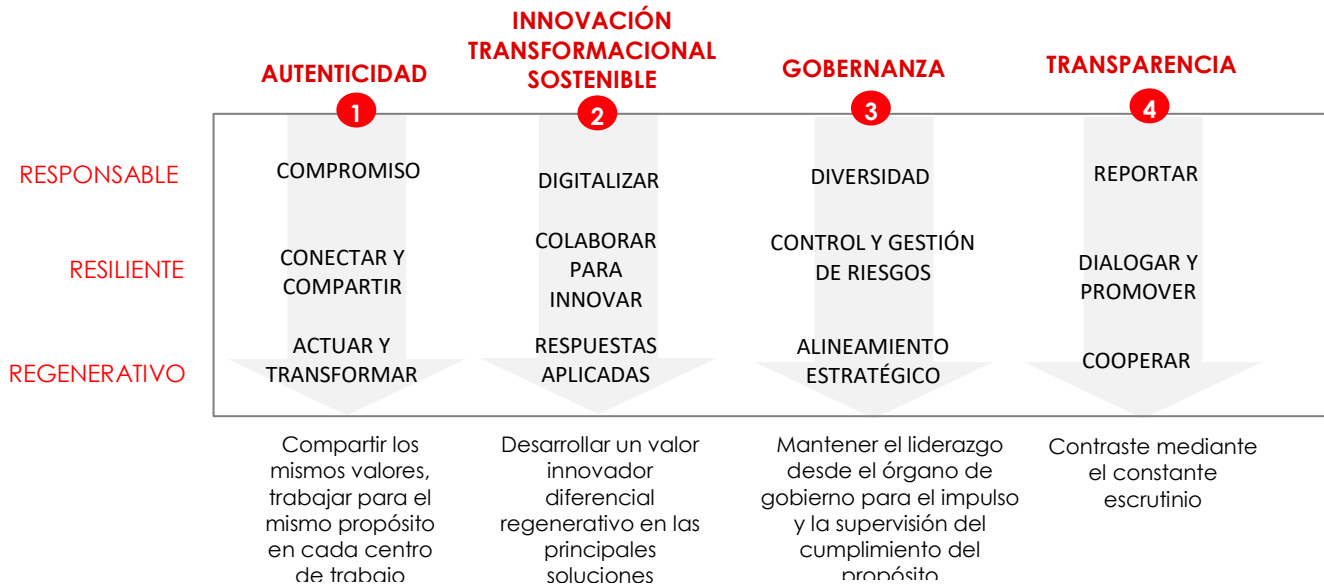 AUTENTICIDAD
INNOVACIÓN
TRANSFORMACIONAL
SOSTENIBLE
GOBERNANZA
TRANSPARENCIA
1
2
3
4
RESPONSABLE
COMPROMISO
DIGITALIZAR
DIVERSIDAD
REPORTAR
RESILIENTE
CONECTAR Y
COMPARTIR
COLABORAR
PARA
INNOVAR
CONTROL Y GESTIÓN
DE RIESGOS
DIALOGAR Y
PROMOVER
REGENERATIVO
ACTUAR Y
TRANSFORMAR
RESPUESTAS
APLICADAS
ALINEAMIENTO
ESTRATÉGICO
COOPERAR
Compartir los
mismos valores,
trabajar para el
mismo propósito
en cada centro
de trabajo
Desarrollar un valor
innovador
diferencial
regenerativo en las
principales
soluciones
Mantener el liderazgo
desde el órgano de
gobierno para el impulso
y la supervisión del
cumplimiento del
propósito
Contraste mediante
el constante
escrutinio